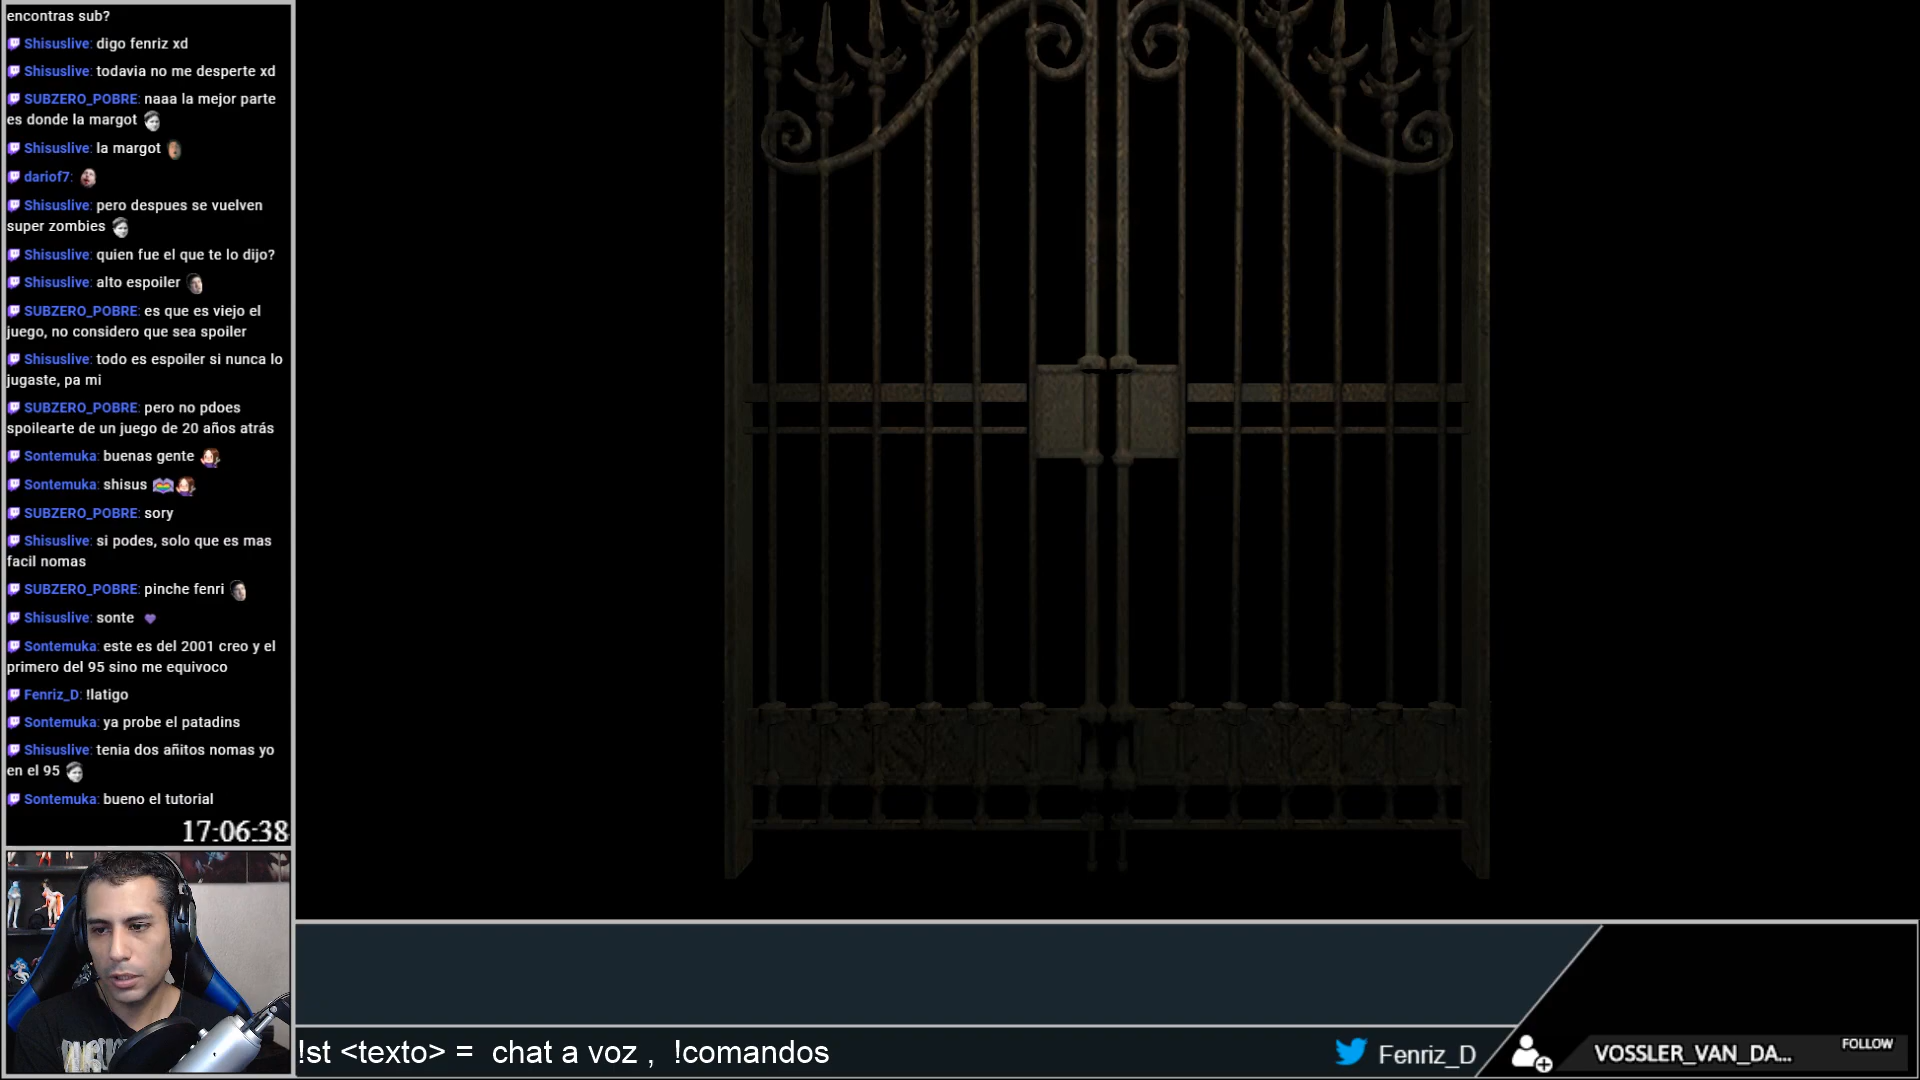 encontras sub?
Shisuslive: digo fenriz xd
Shisuslive: todavia no me desperte xd
SUBZERO_POBRE: naaa la mejor parte
es donde la margot
Shisuslive: la margot
dariof7:
Shisuslive: pero despues se vuelven
super zombies
Shisuslive: quien fue el que te lo dijo?
Shisuslive: alto espoiler
SUBZERO_POBRE: es que es viejo el
juego, no considero que sea spoiler
Shisuslive: todo es espoiler si nunca lo
jugaste, pa mi
SUBZERO_POBRE: pero no pdoes
spoilearte de un juego de 20 años atrás
Sontemuka: buenas gente
Sontemuka: shisus
SUBZERO_POBRE: sory
Shisuslive: si podes, solo que es mas
facil nomas
SUBZERO_POBRE: pinche fenri
Shisuslive: sonte
Sontemuka: este es del 2001 creo y el
primero del 95 sino me equivoco
Fenriz_D: !latigo
Sontemuka: ya probe el patadins
Shisuslive: tenia dos añitos nomas yo
en el 95
Sontemuka: bueno el tutorial
17:06:38
!st <texto> = chat a voz , !comandos
Fenriz_D
VOSSLER_VAN_DA...
FOLLOW